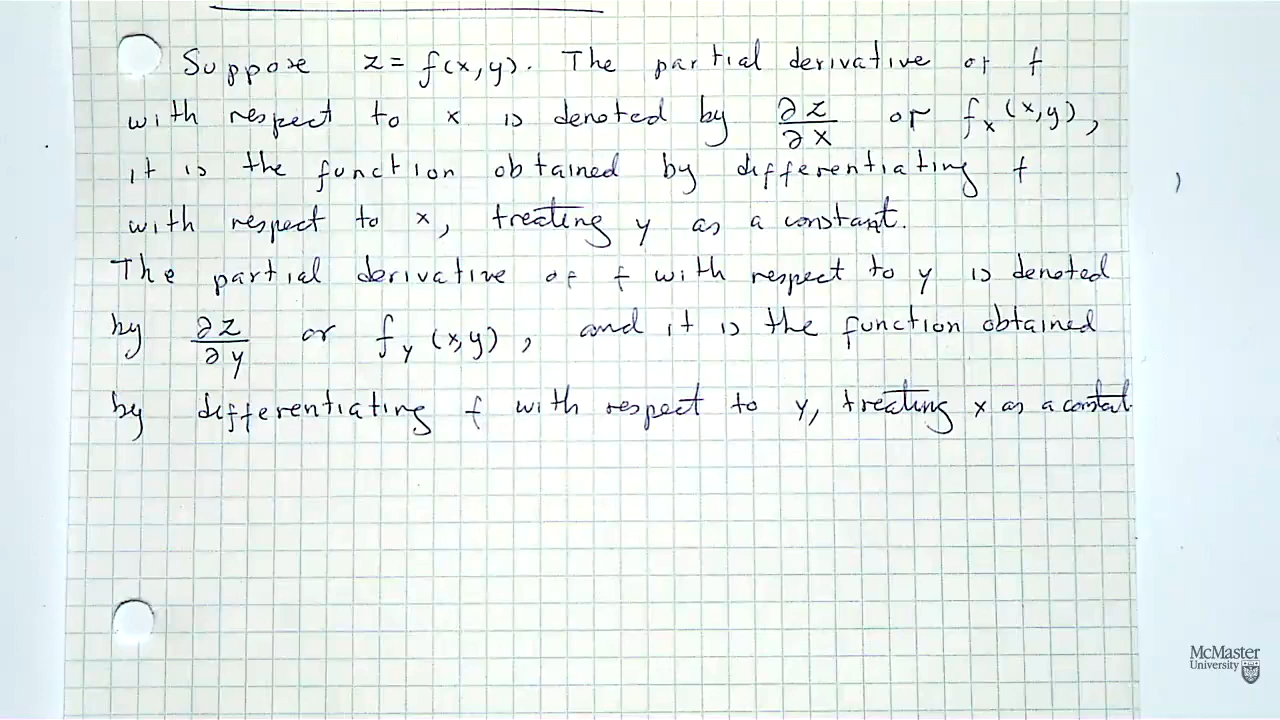 Suppose z = f(x,y). The partial derivative of f
with respect to x is denoted by ∂z/∂x or fₓ(x,y),
it is the function obtained by differentiating f
with respect to x, treating y as a constant.
The partial derivative of f with respect to y is denoted
by ∂z/∂y or f_y(x,y), and it is the function obtained
by differentiating f with respect to y, treating x as a constat
McMaster
University